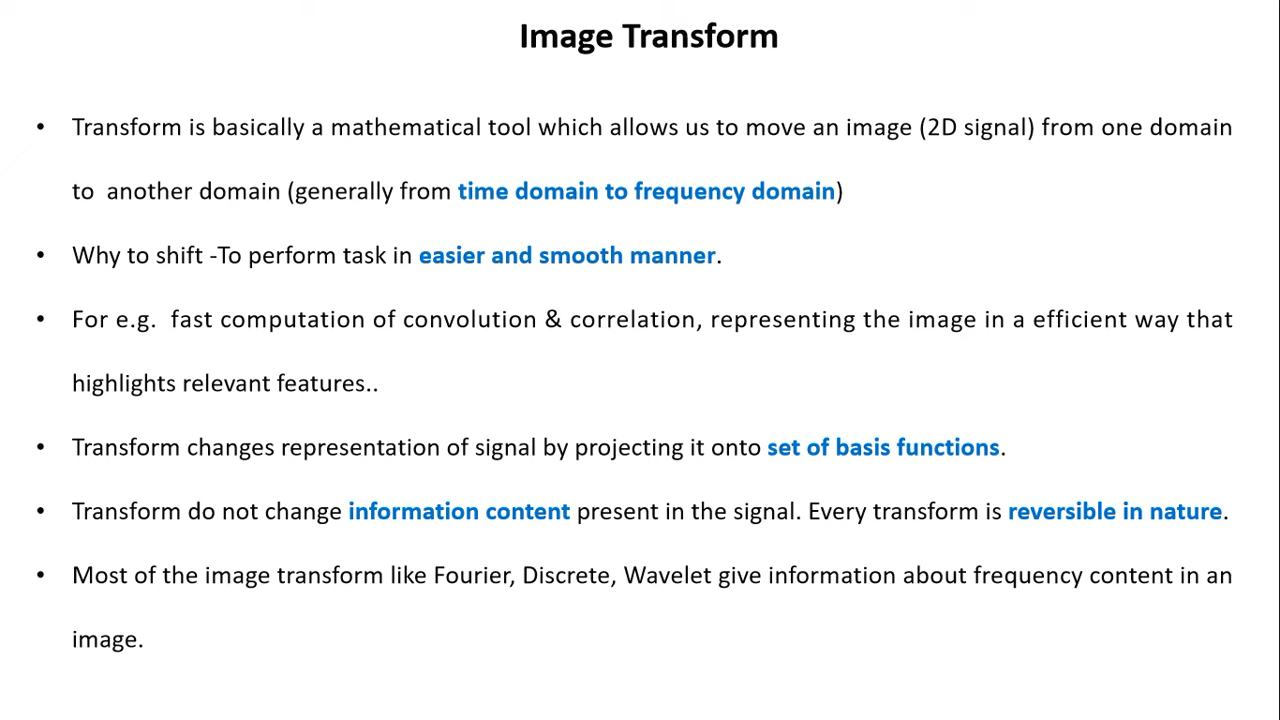 Image Transform
• Transform is basically a mathematical tool which allows us to move an image (2D signal) from one domain
to another domain (generally from time domain to frequency domain)
• Why to shift -To perform task in easier and smooth manner.
• For e.g. fast computation of convolution & correlation, representing the image in a efficient way that
highlights relevant features..
• Transform changes representation of signal by projecting it onto set of basis functions.
• Transform do not change information content present in the signal. Every transform is reversible in nature.
• Most of the image transform like Fourier, Discrete, Wavelet give information about frequency content in an
image.